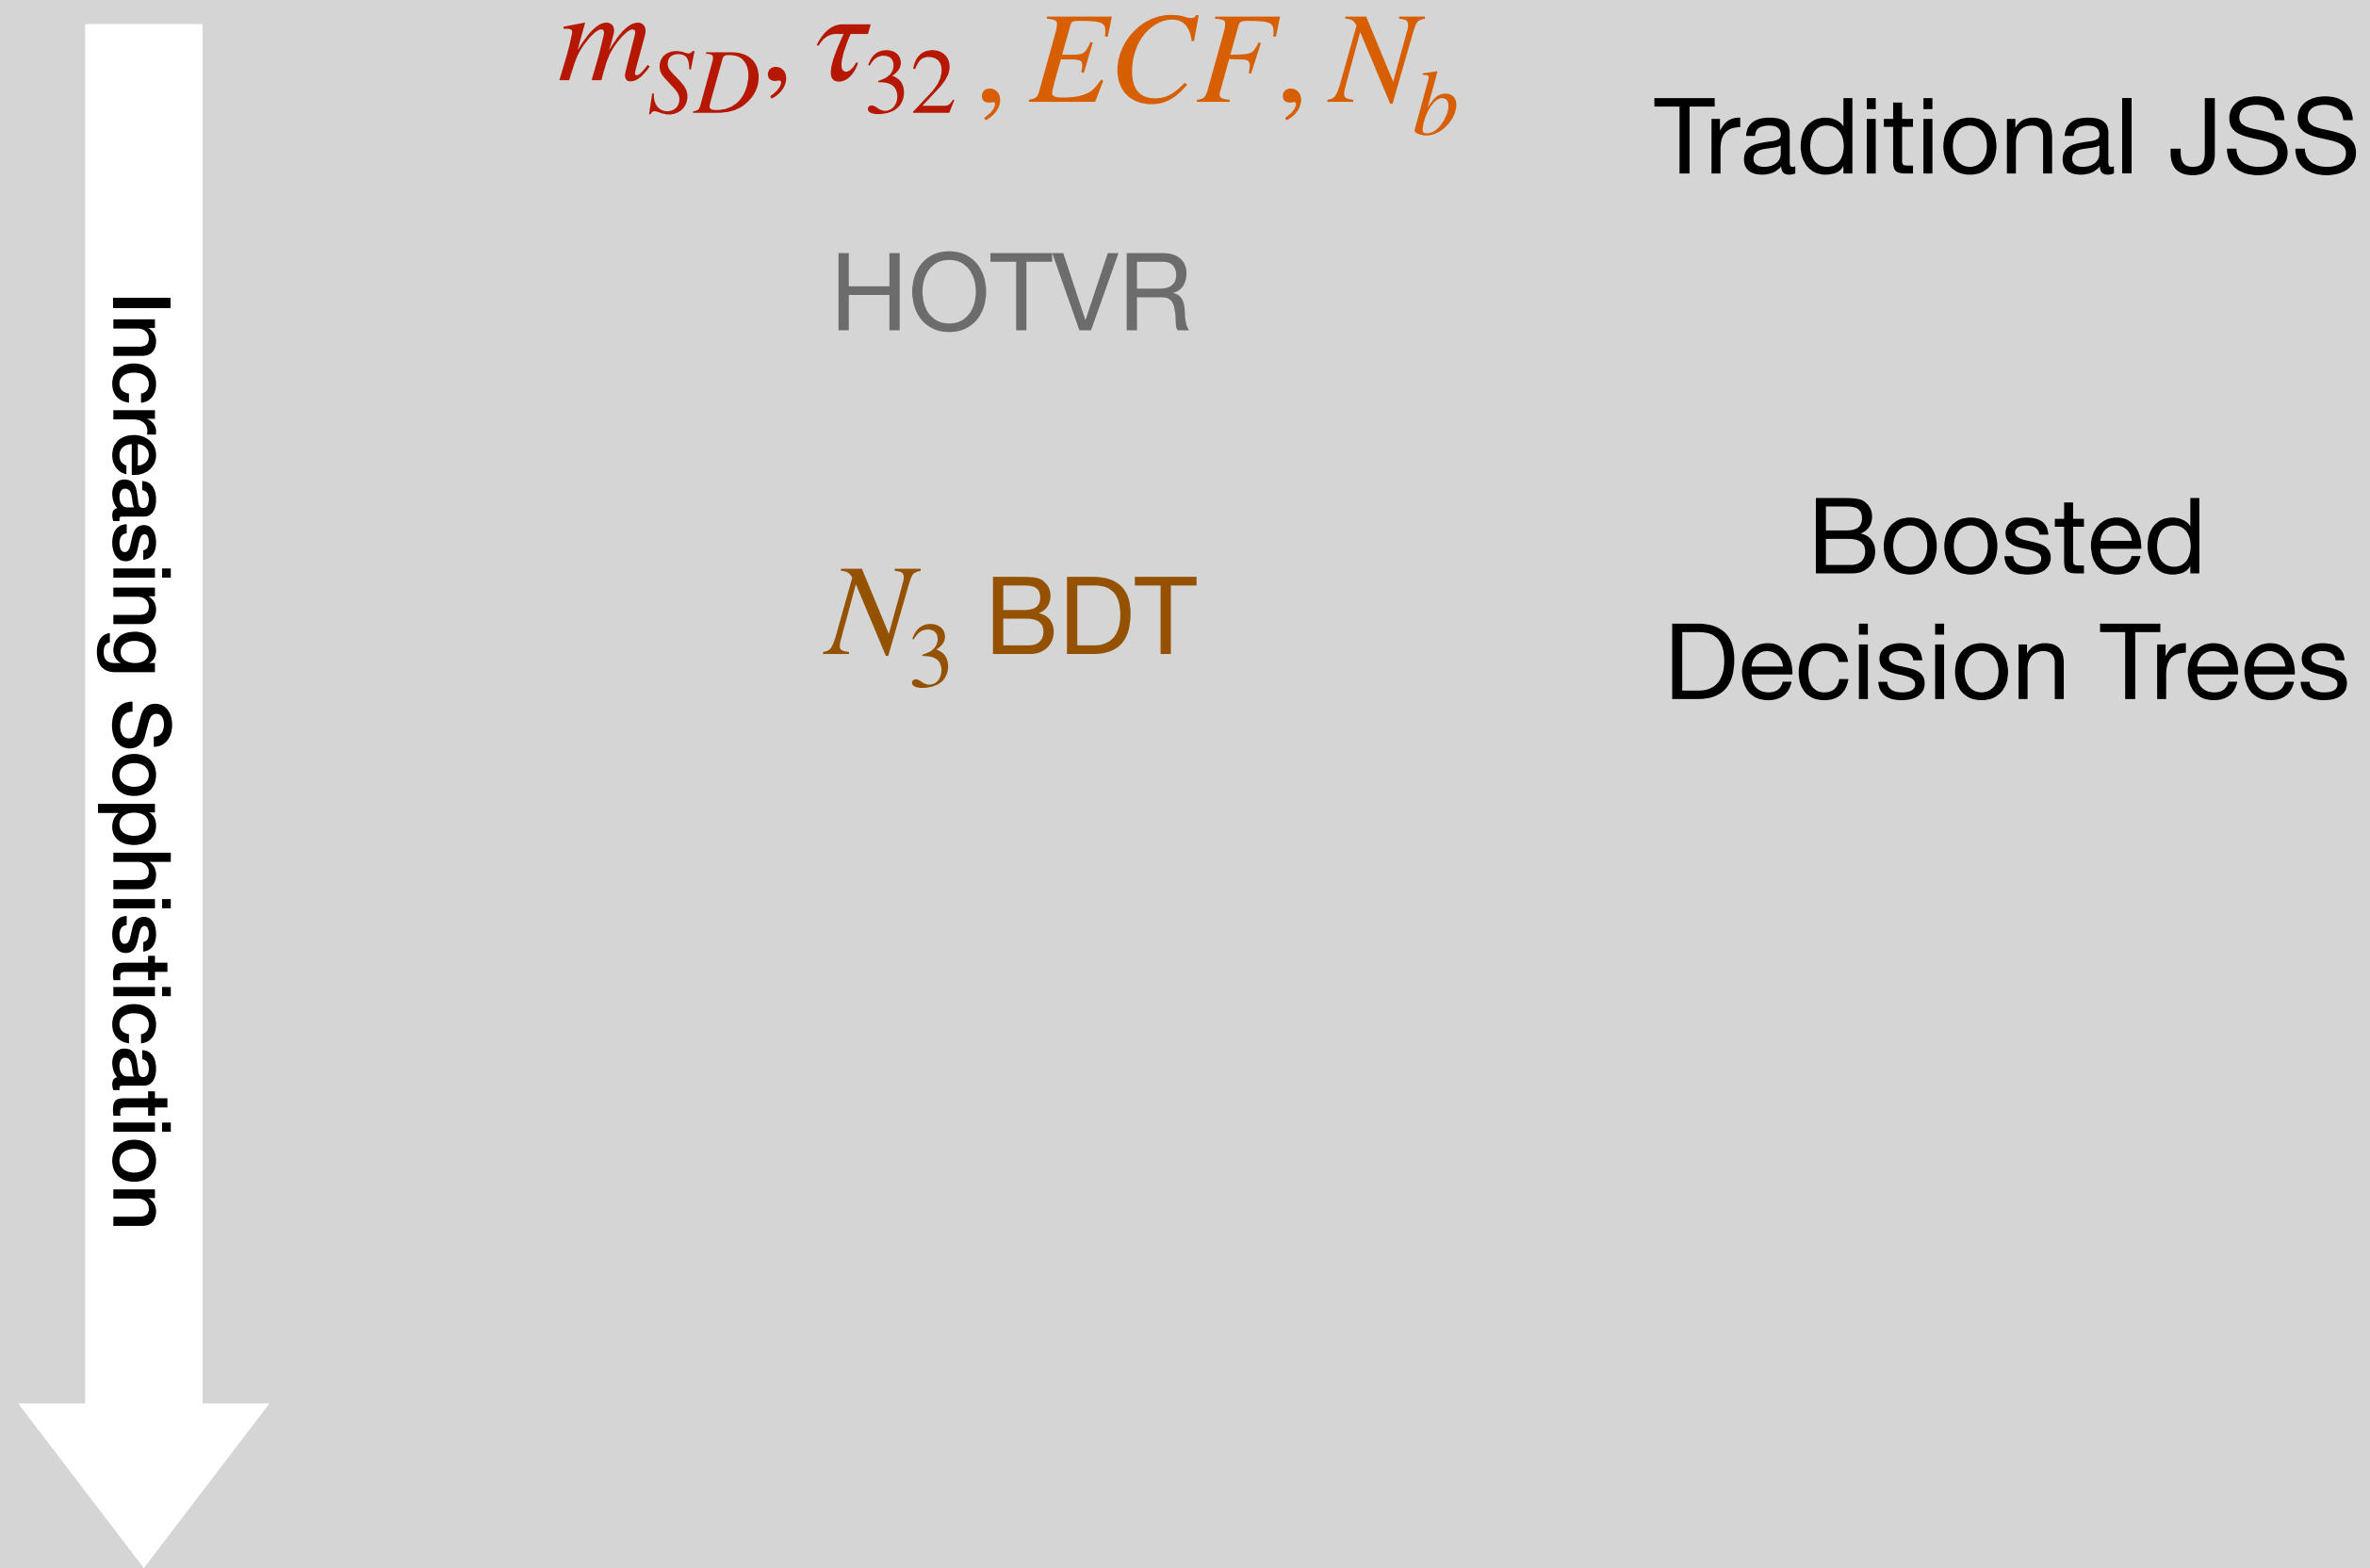 m_SD, τ_32, ECF, N_b
Traditional JSS
HOTVR
Boosted
Decision Trees
N_3 BDT
Increasing Sophistication